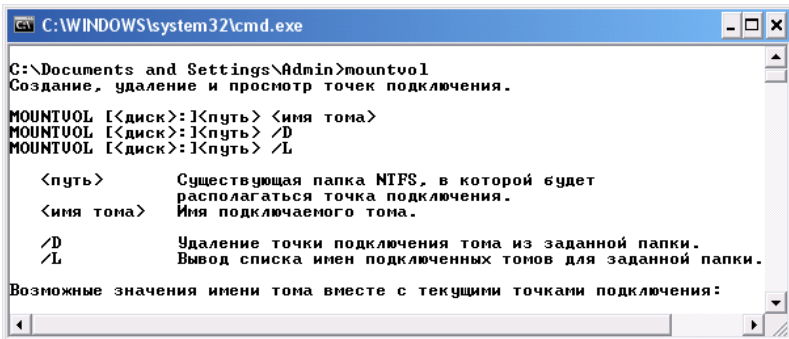 C:\WINDOWS\system32\cmd.exe
C:\Documents and Settings\Admin>mountvol
Создание, удаление и просмотр точек подключения.
MOUNTVOL [<диск>:]<путь> <имя тома>
MOUNTVOL [<диск>:]<путь> /D
MOUNTVOL [<диск>:]<путь> /L
<путь> Существующая папка NTFS, в которой будет
располагаться точка подключения.
<имя тома> Имя подключаемого тома.
/D Удаление точки подключения тома из заданной папки.
/L Вывод списка имен подключенных томов для заданной папки.
Возможные значения имени тома вместе с текущими точками подключения: